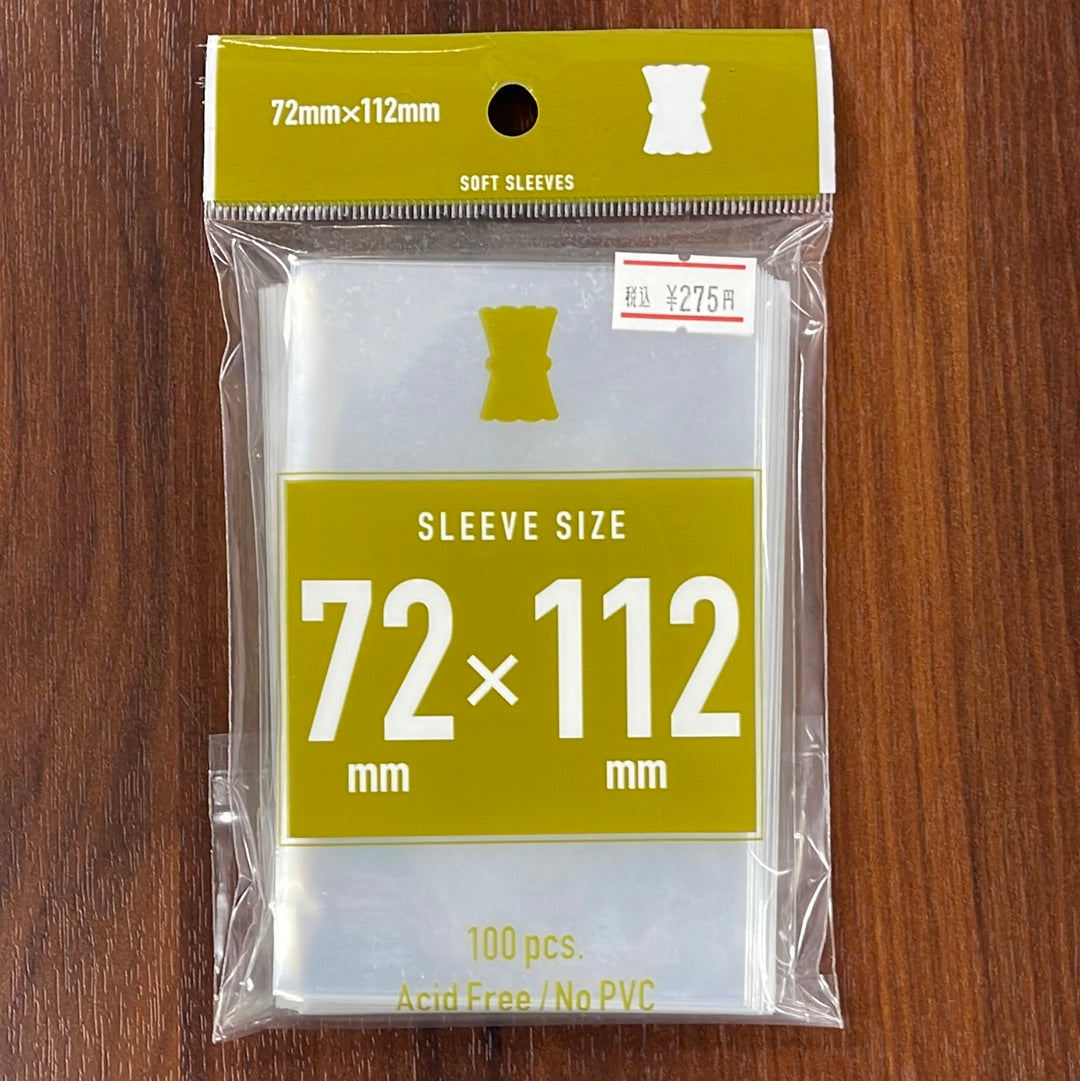 72mm×112mm
SOFT SLEEVES
税込 ¥275円
SLEEVE SIZE
72×112
mm mm
100 pcs.
Acid Free / No PVC